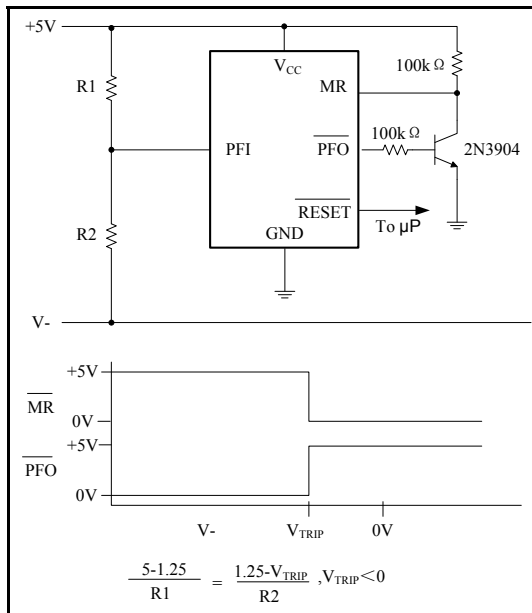 +5V
R1
VCC
MR
100kΩ
PFI
PFO
100kΩ
2N3904
R2
RESET
To μP
GND
V-
+5V
MR
0V
+5V
PFO
0V
V-
VTRIP
0V
5-1.25 / R1 = 1.25-VTRIP / R2 ,VTRIP<0